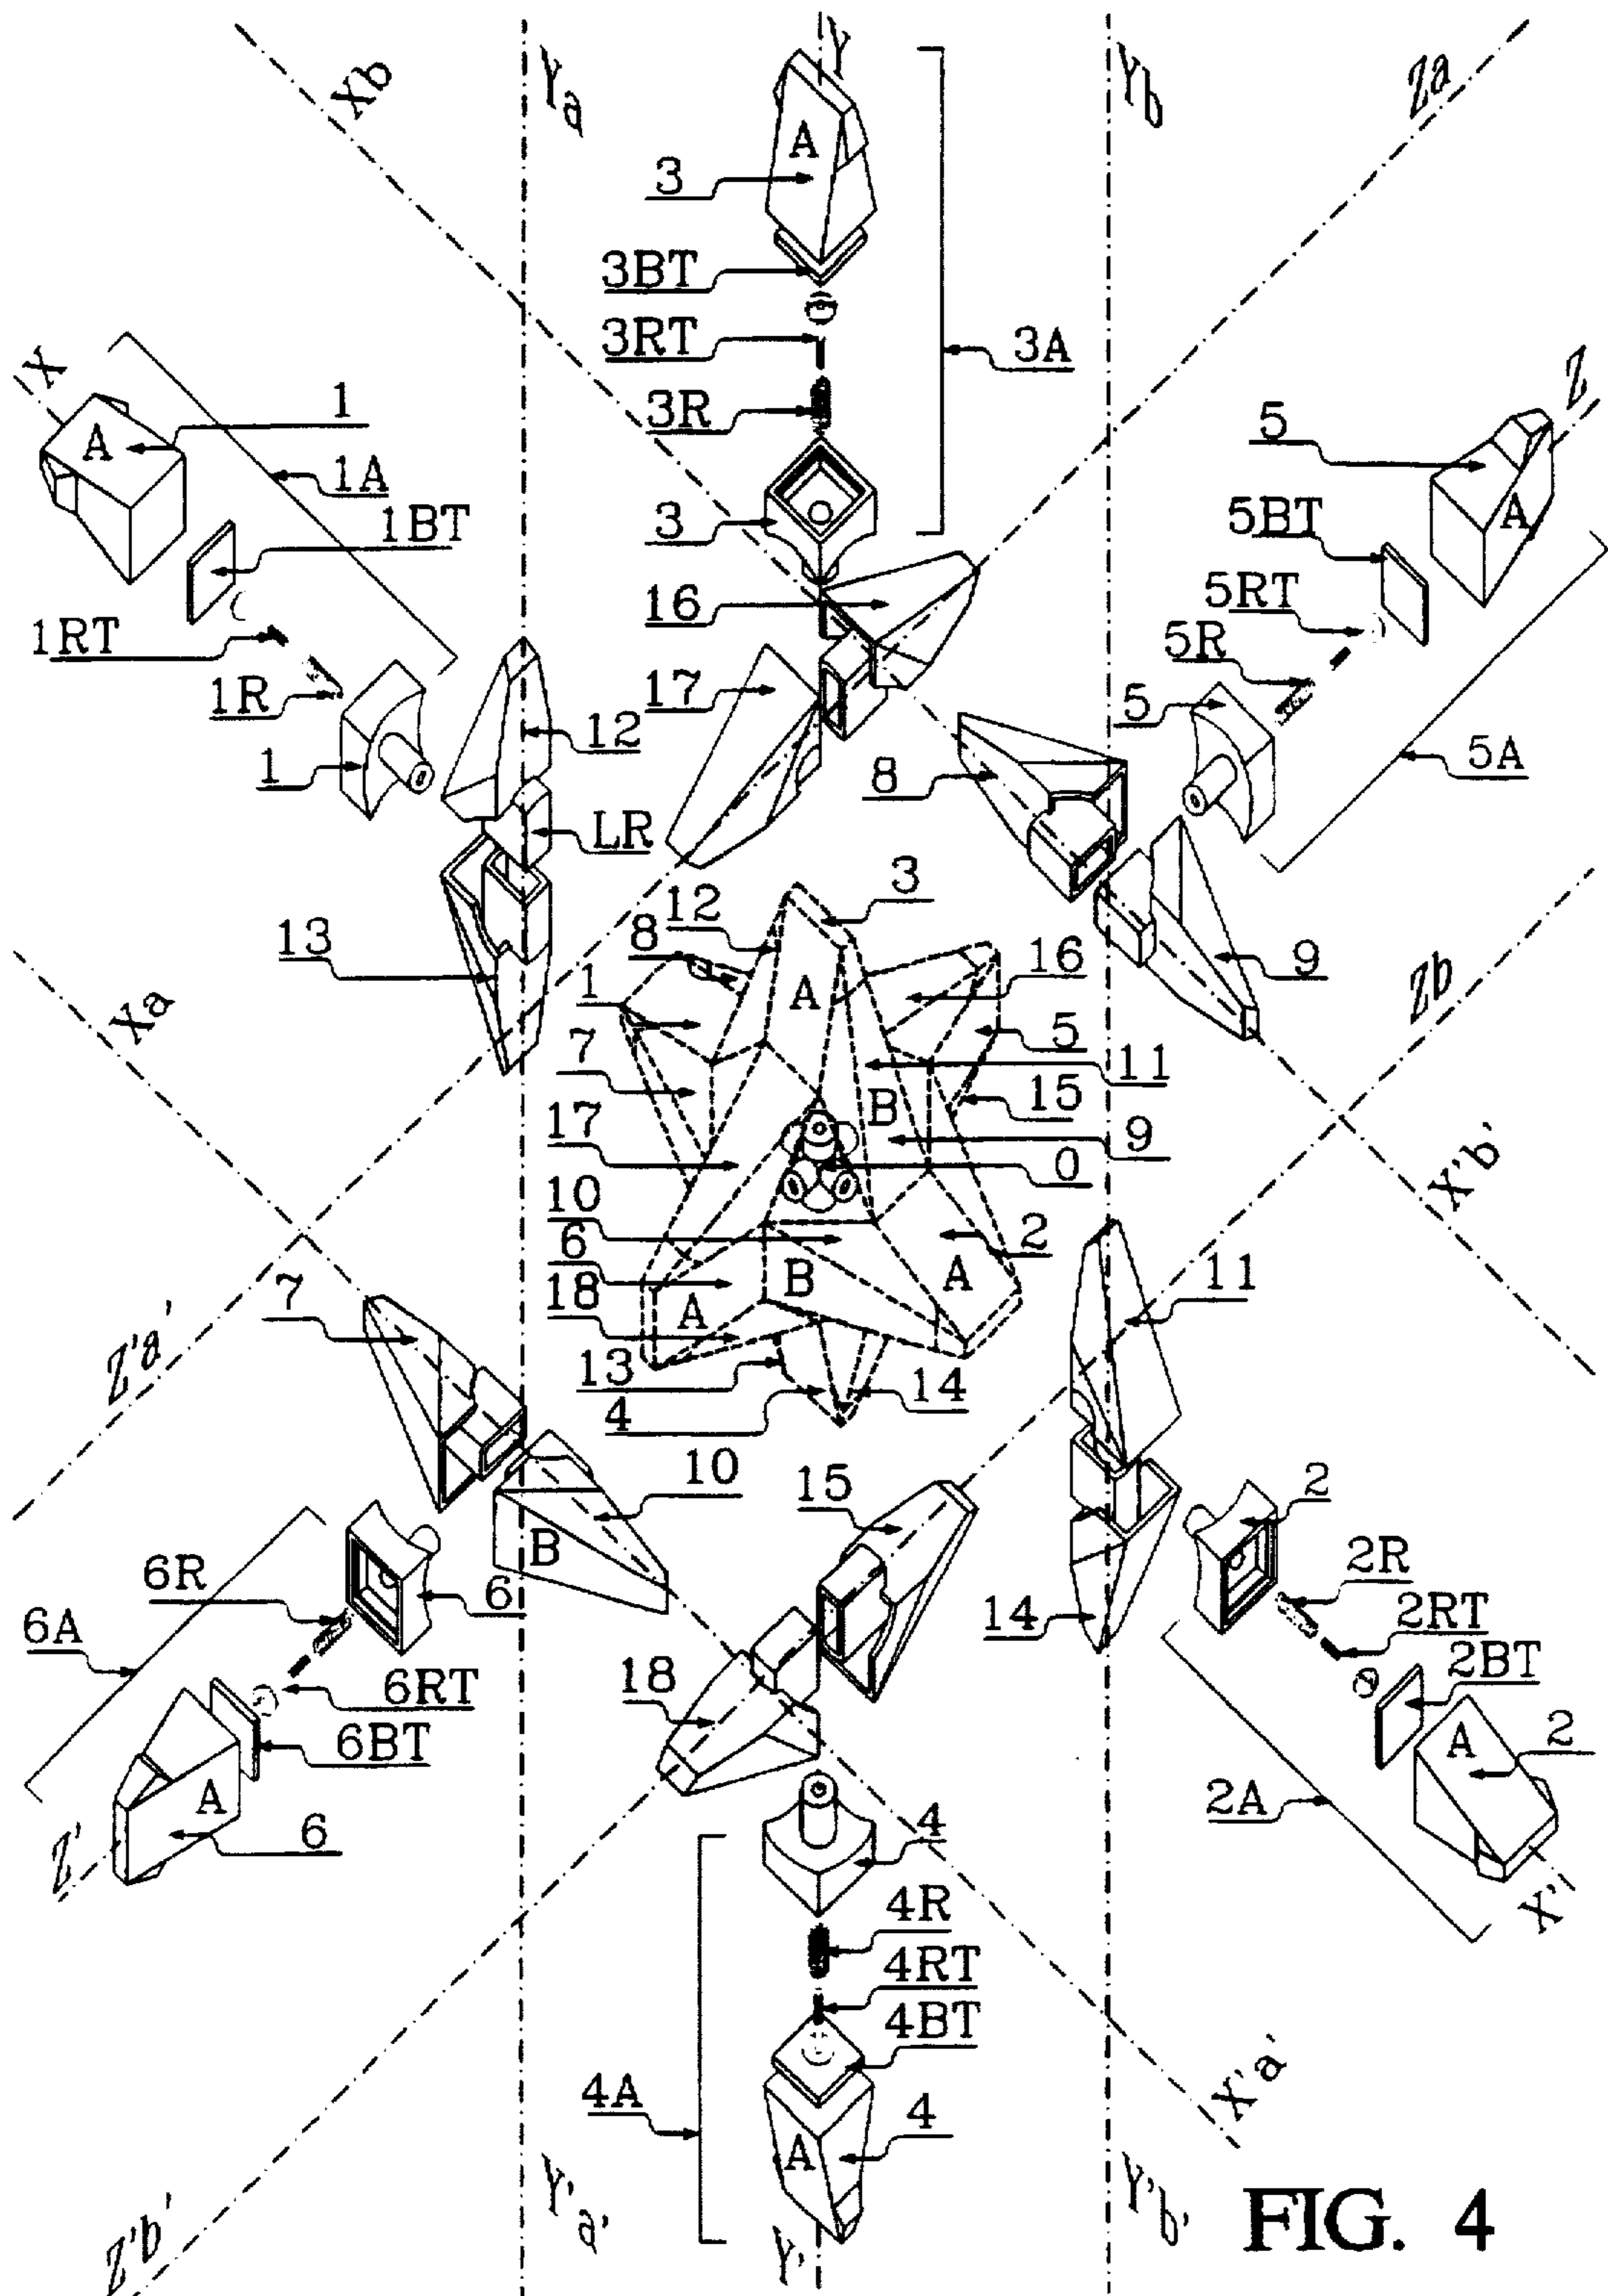 Xb
Ya
Y
Yb
Za
A
3
3BT
3RT
3A
X
Z
1
A
1A
3R
5
A
1BT
5BT
3
16
5RT
1RT
5R
1R
17
5
12
1
8
5A
LR
3
12
13
8
16
9
Zb
1
A
Xa
5
7
11
15
B
17
9
X'b'
0
10
2
6
B
A
18
A
11
7
Z'a'
13
14
4
10
15
2
B
6R
2R
6
14
2RT
6A
18
6RT
2BT
6BT
A
2
A
2A
6
4
Z'
X'
4R
4RT
4BT
X'a'
4A
4
A
Y'a'
Y'b'
Z'b'
Y'
FIG. 4